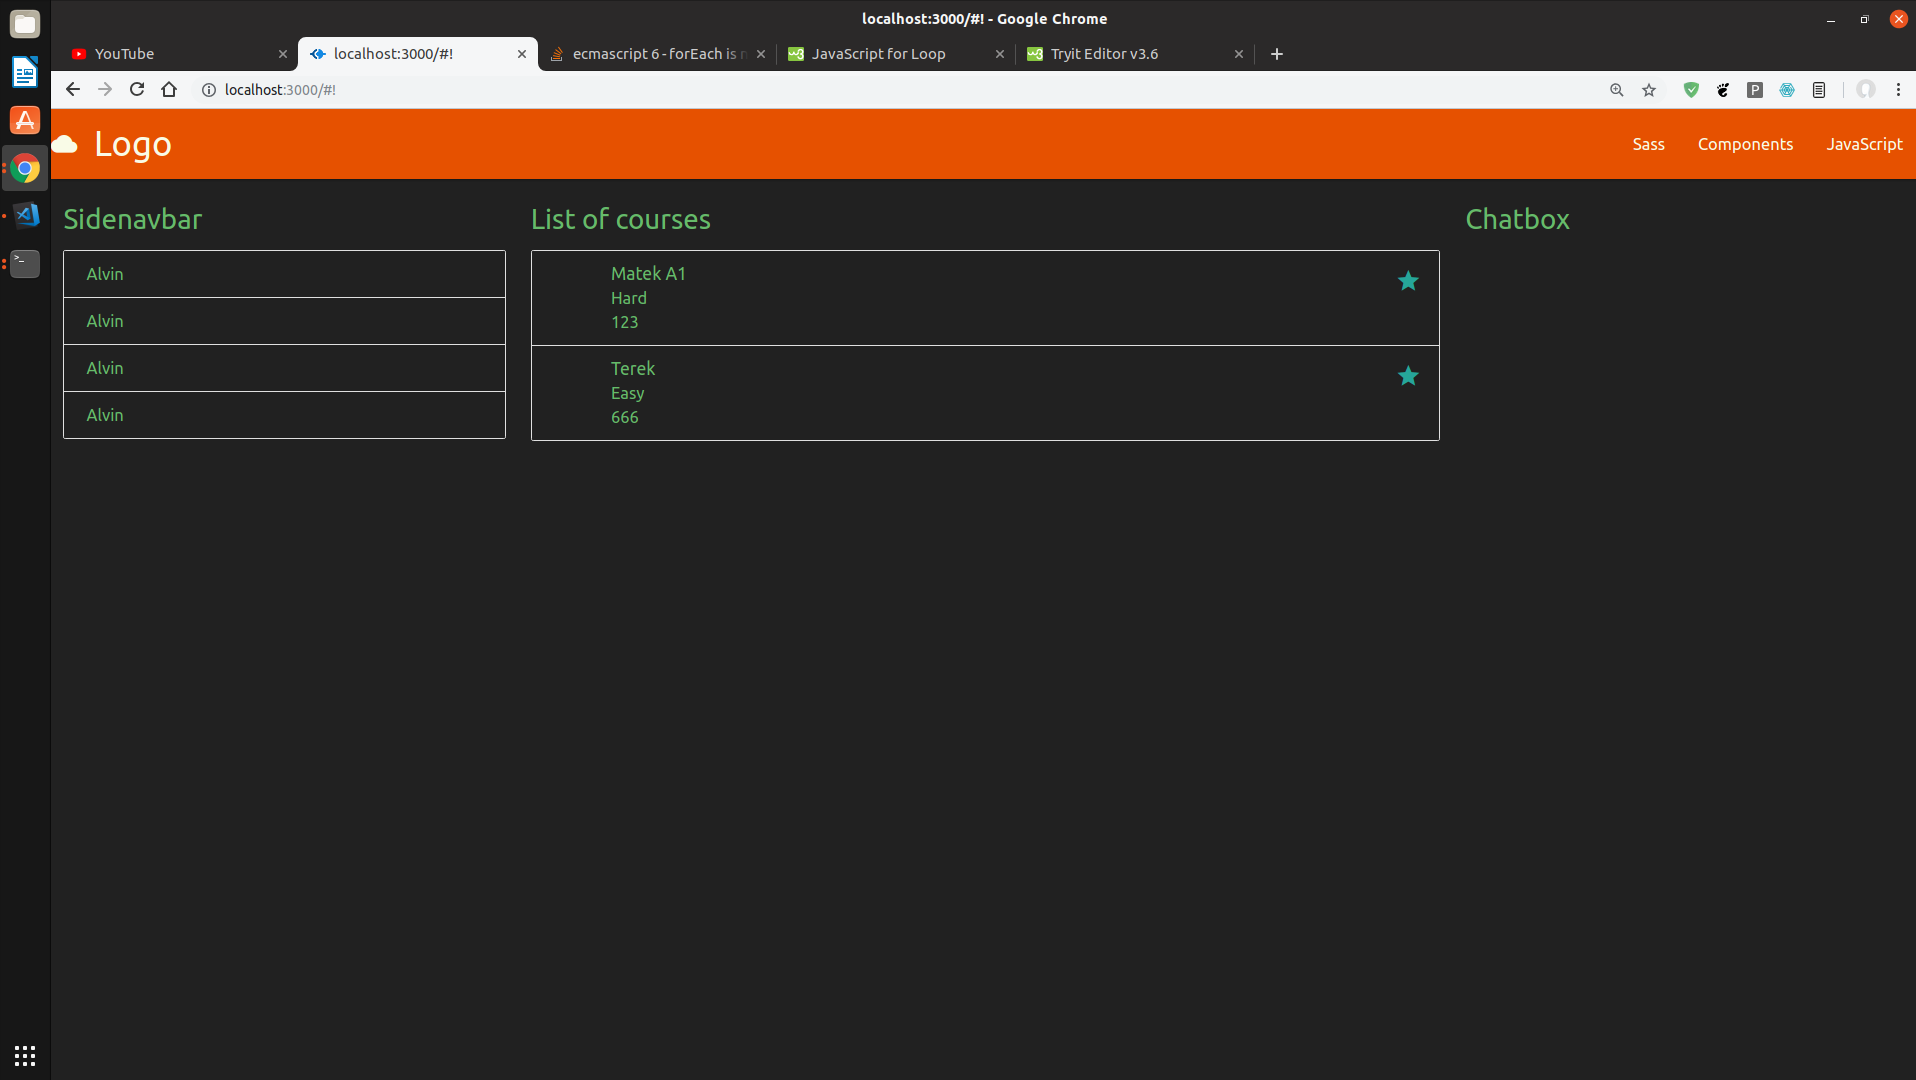 localhost:3000/#! - Google Chrome
YouTube
localhost:3000/#!
ecmascript 6 - forEach is
JavaScript for Loop
Tryit Editor v3.6
localhost:3000/#!
Logo
Sass
Components
JavaScript
Sidenavbar
Alvin
Alvin
Alvin
Alvin
List of courses
Matek A1
Hard
123
Terek
Easy
666
Chatbox